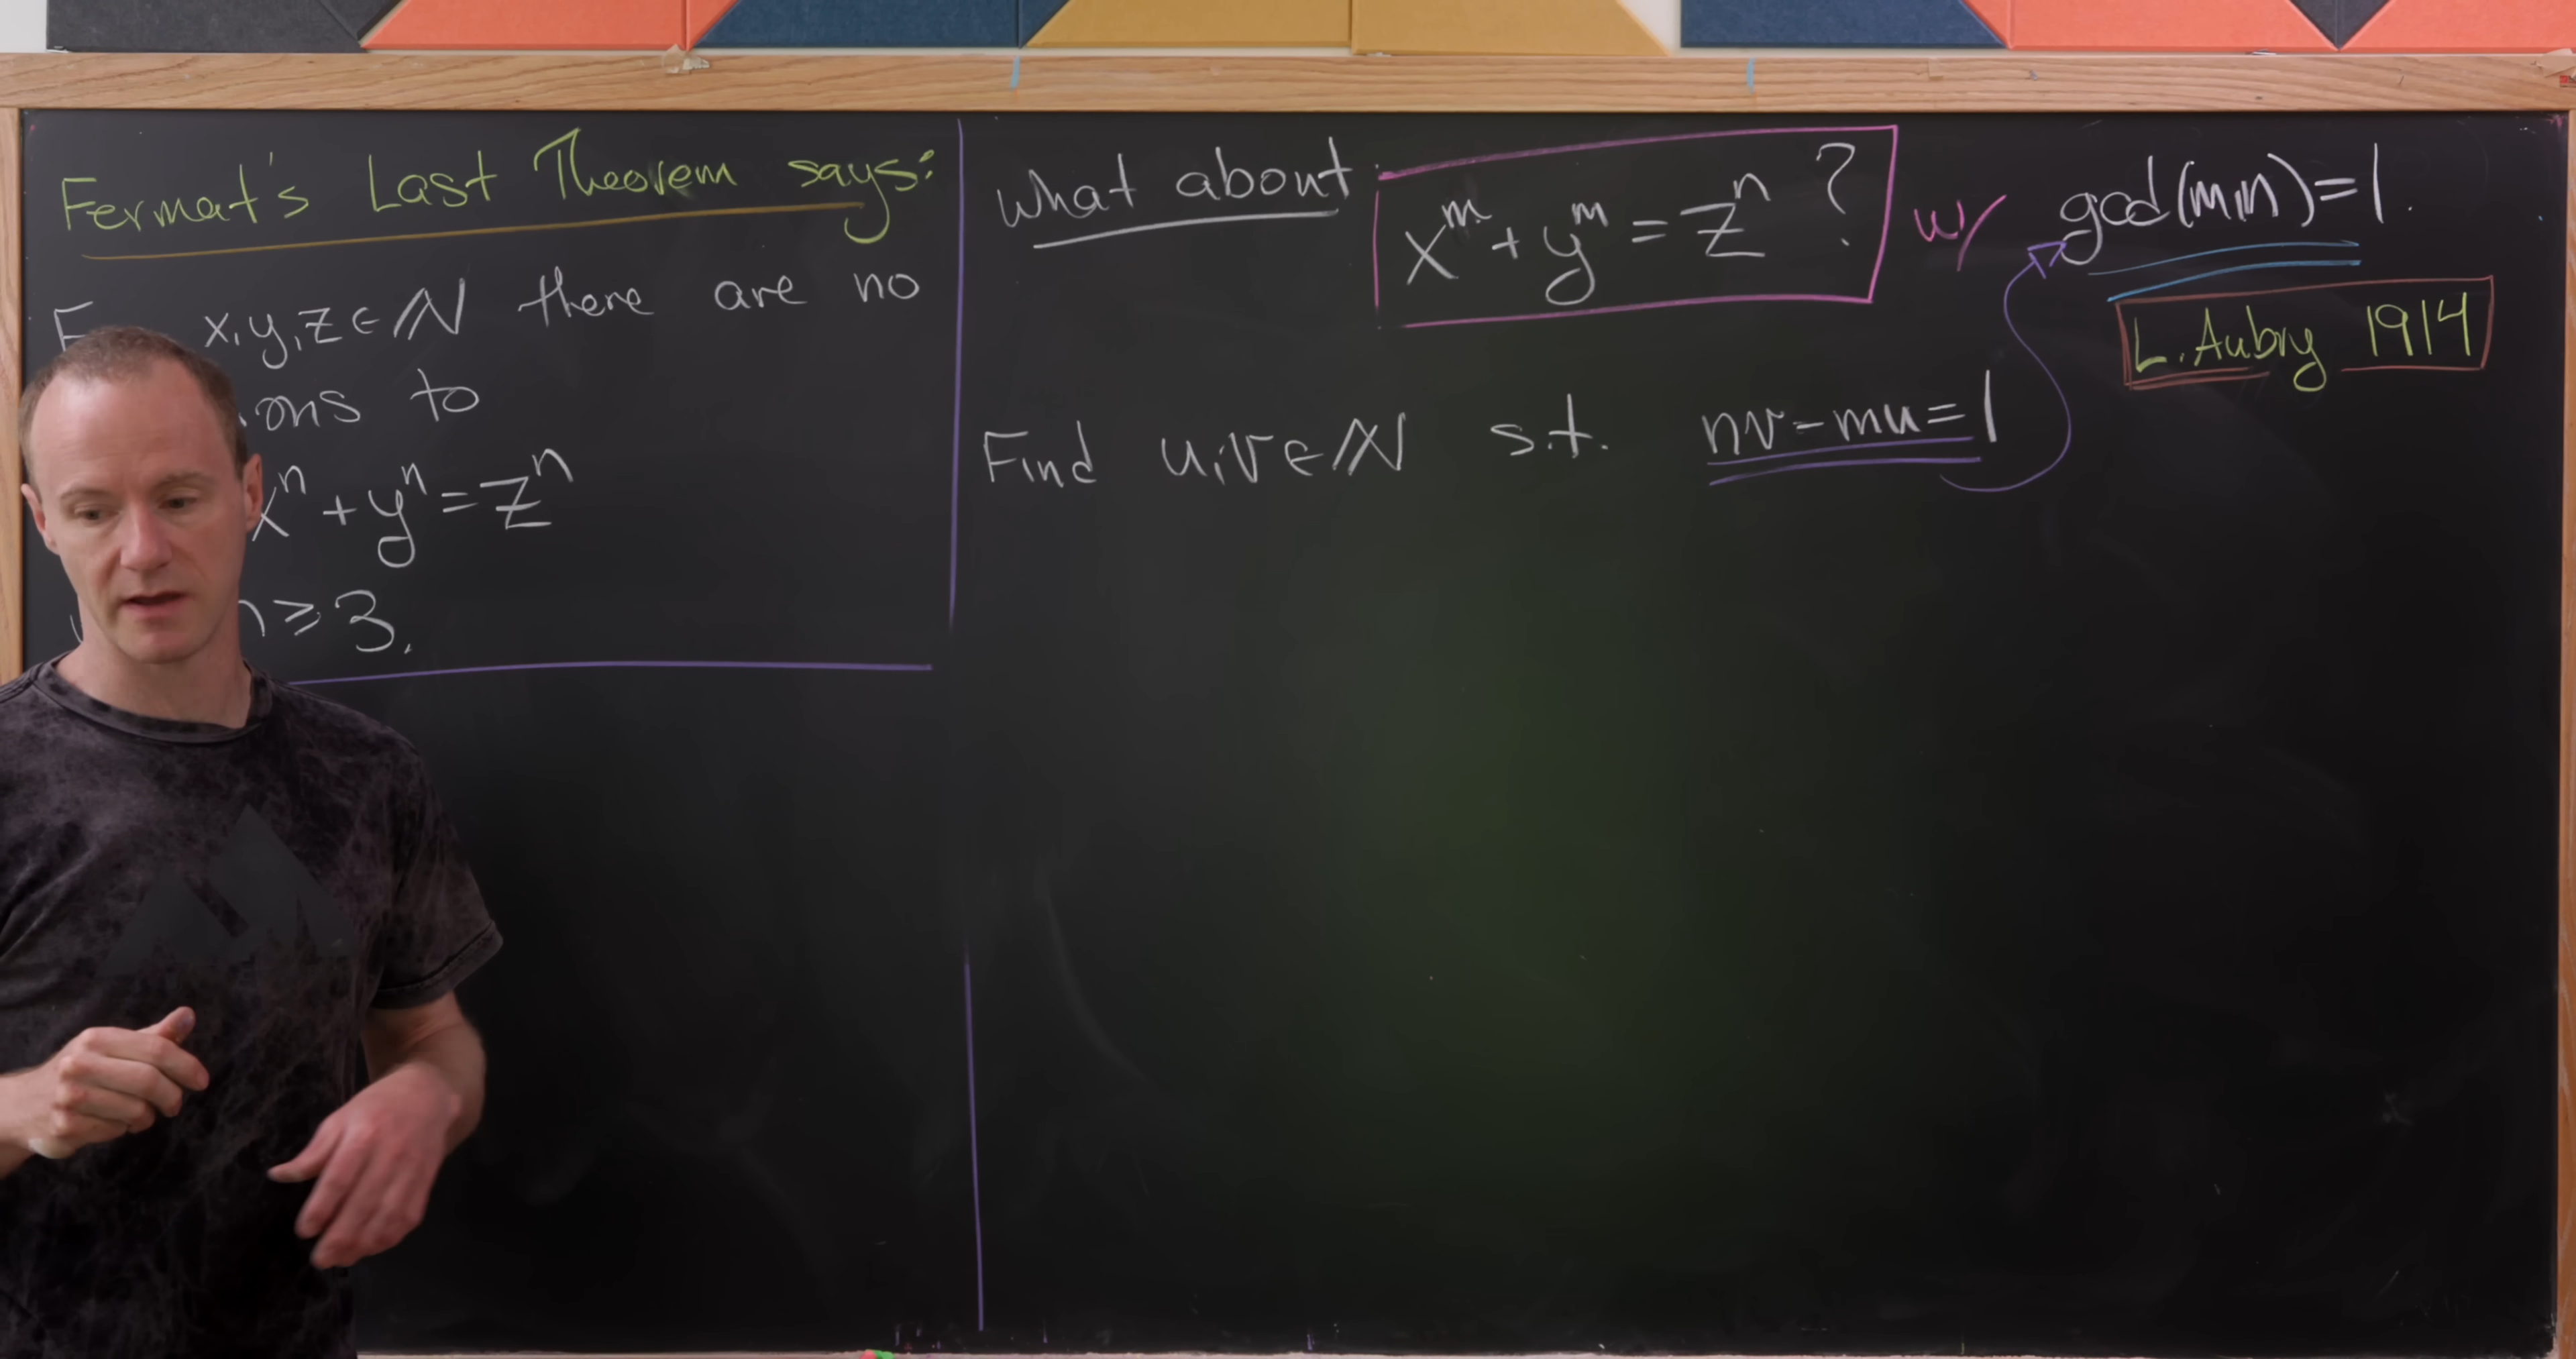 Fermat's Last Theorem says:
x,y,z∈ℕ there are no
to
xⁿ + yⁿ = zⁿ
n ≥ 3.
What about xᵐ + yᵐ = zⁿ ? w/ gcd(m,n)=1.
L. Aubry 1914
Find u,v∈ℕ s.t. nv-mu=1